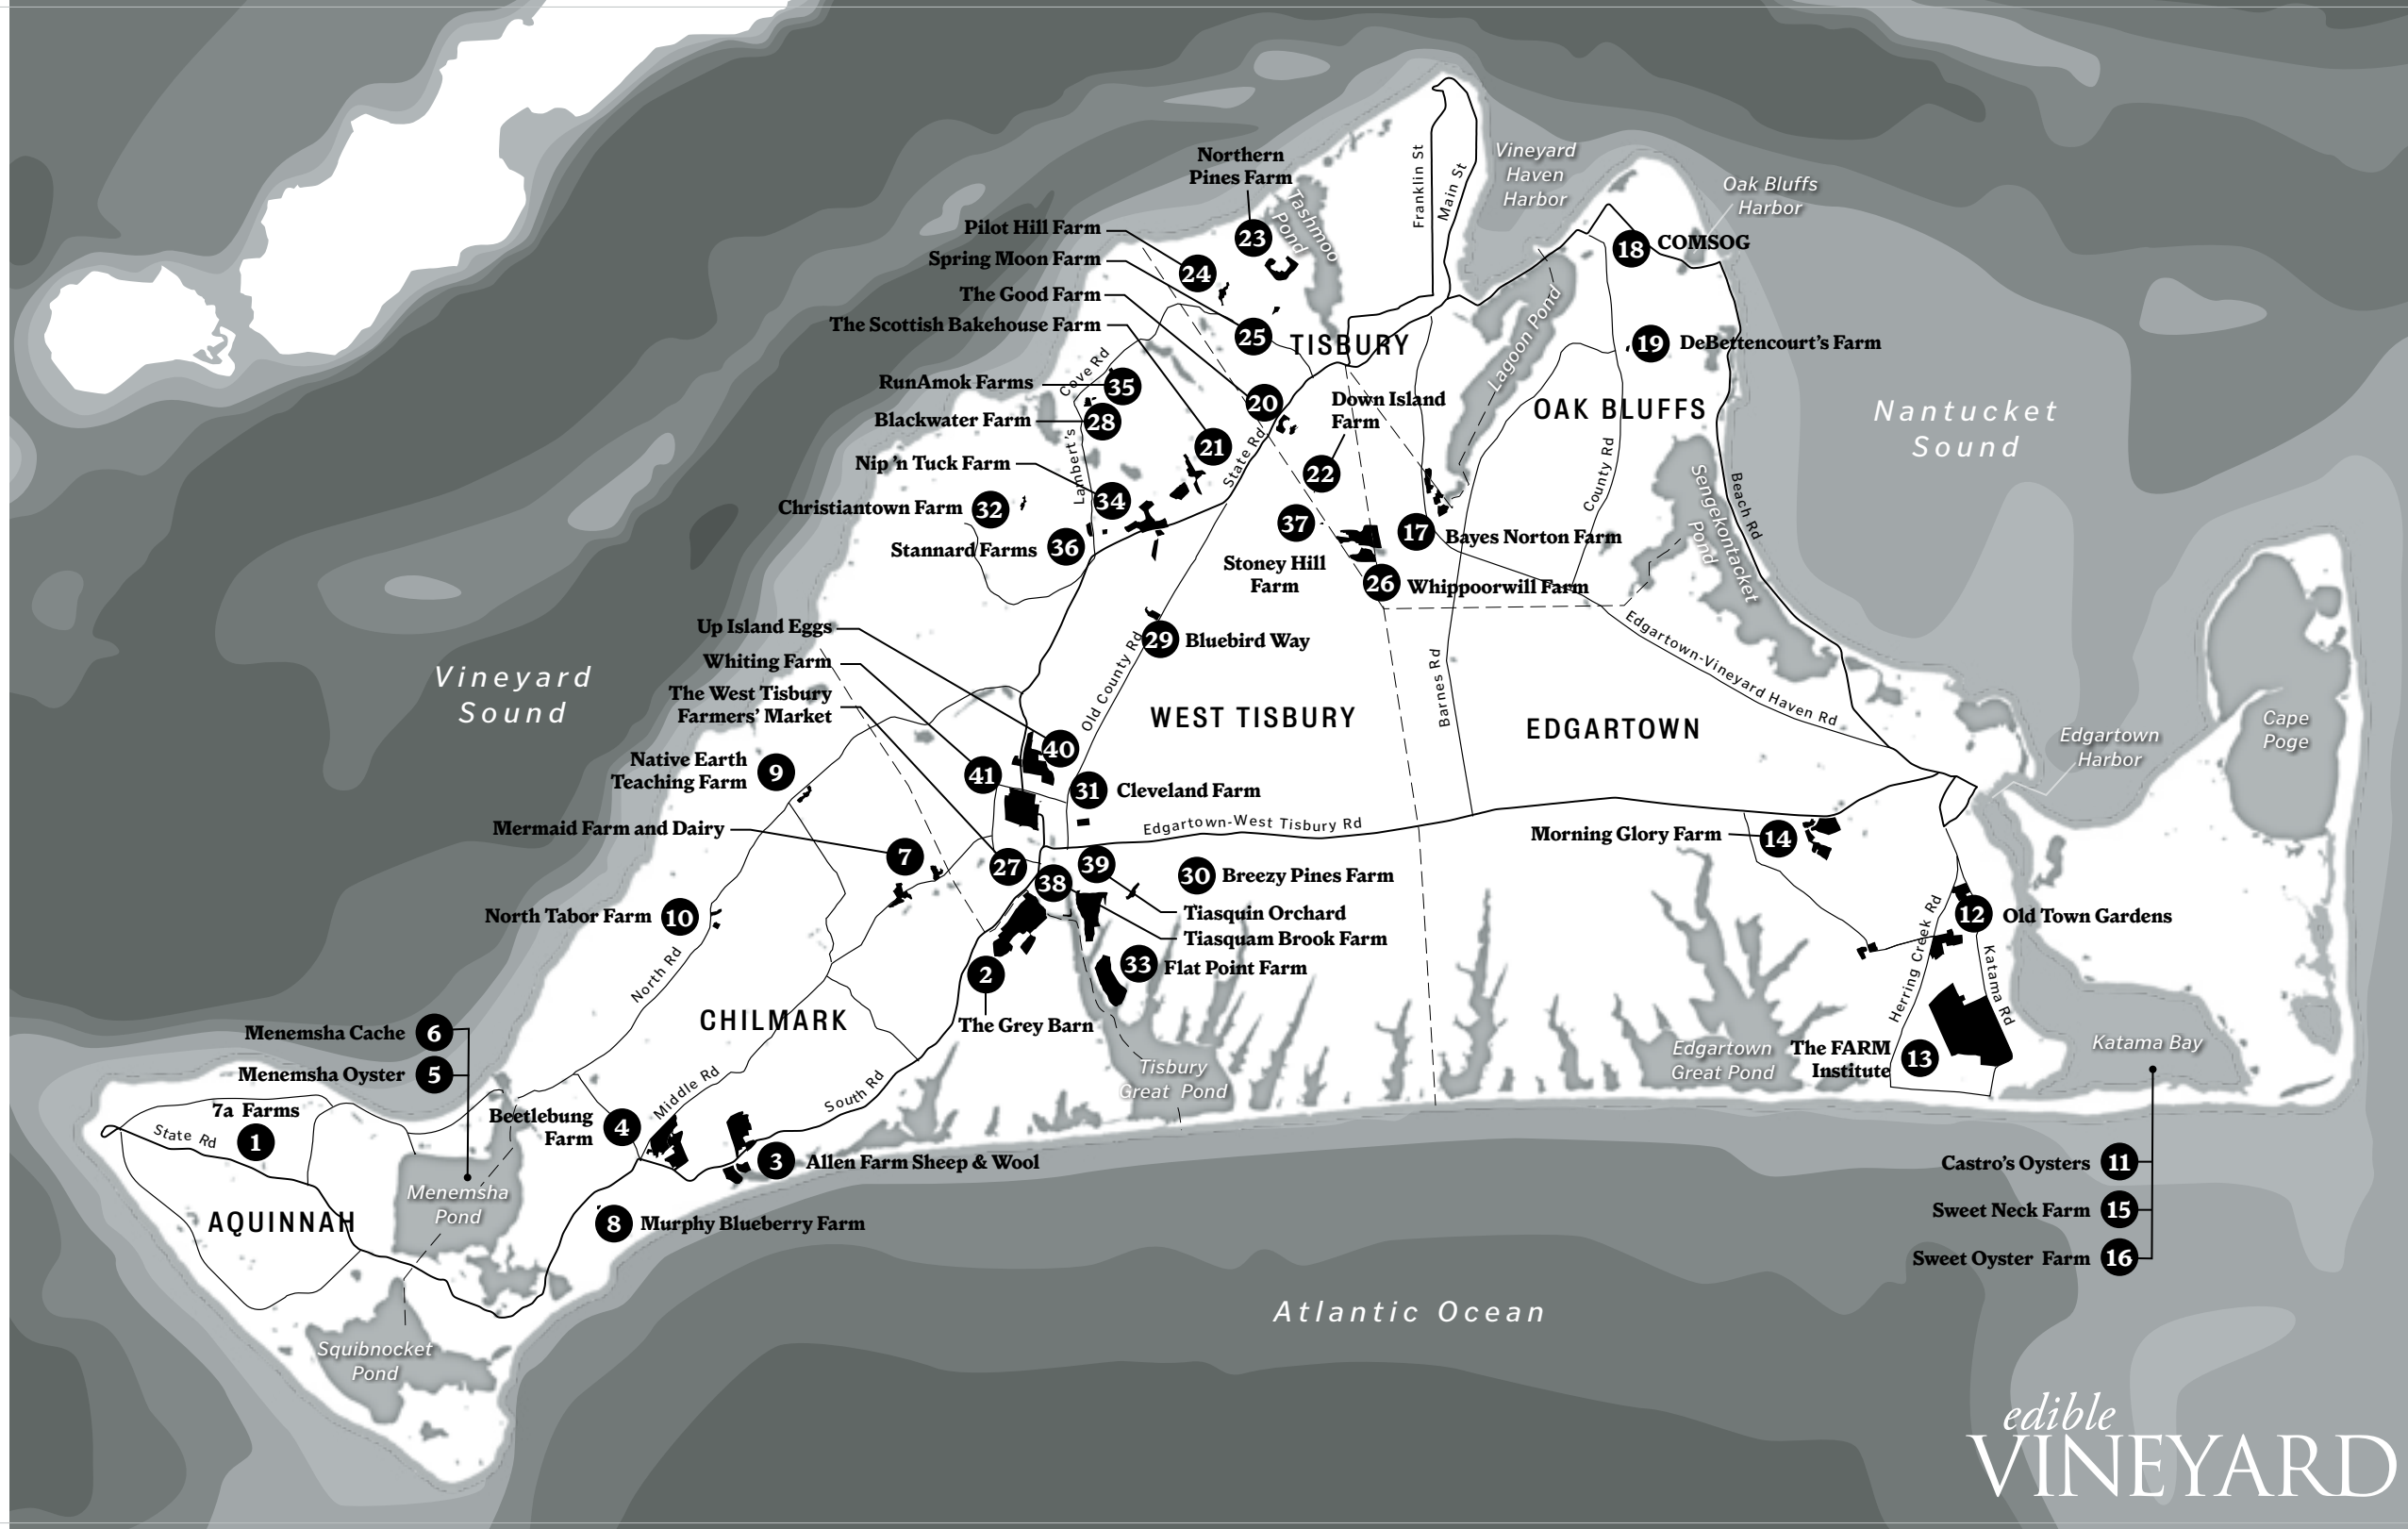 Northern
Pines Farm
23
Pilot Hill Farm
24
Spring Moon Farm
25
The Good Farm
20
The Scottish Bakehouse Farm
21
RunAmok Farms
35
Blackwater Farm
28
Nip 'n Tuck Farm
34
Christiantown Farm
32
Stannard Farms
36
Down Island
Farm
22
37
Stoney Hill
Farm
17
Bayes Norton Farm
26
Whippoorwill Farm
18
COMSOG
19
DeBettencourt's Farm
Tashmoo
Pond
Franklin St
Main St
Vineyard
Haven
Harbor
Oak Bluffs
Harbor
TISBURY
Lagoon Pond
OAK BLUFFS
County Rd
Beach Rd
Sengekontacket
Pond
Nantucket
Sound
Cove Rd
Lambert's
State Rd
Vineyard
Sound
Up Island Eggs
40
Whiting Farm
41
The West Tisbury
Farmers' Market
27
29
Bluebird Way
Old County Rd
WEST TISBURY
Barnes Rd
EDGARTOWN
Edgartown-Vineyard Haven Rd
Edgartown
Harbor
Cape
Poge
Native Earth
Teaching Farm
9
31
Cleveland Farm
Edgartown-West Tisbury Rd
Mermaid Farm and Dairy
7
Morning Glory Farm
14
38
39
30
Breezy Pines Farm
Tiasquin Orchard
Tiasquam Brook Farm
33
Flat Point Farm
North Tabor Farm
10
North Rd
2
The Grey Barn
12
Old Town Gardens
Herring Creek Rd
Katama Rd
CHILMARK
Menemsha Cache
6
Menemsha Oyster
5
Tisbury
Great Pond
Edgartown
Great Pond
The FARM
Institute
13
Katama Bay
7a Farms
1
State Rd
Beetlebung
Farm
4
Middle Rd
South Rd
3
Allen Farm Sheep & Wool
8
Murphy Blueberry Farm
Menemsha
Pond
AQUINNAH
Squibnocket
Pond
Castro's Oysters
11
Sweet Neck Farm
15
Sweet Oyster Farm
16
Atlantic Ocean
edible
VINEYARD